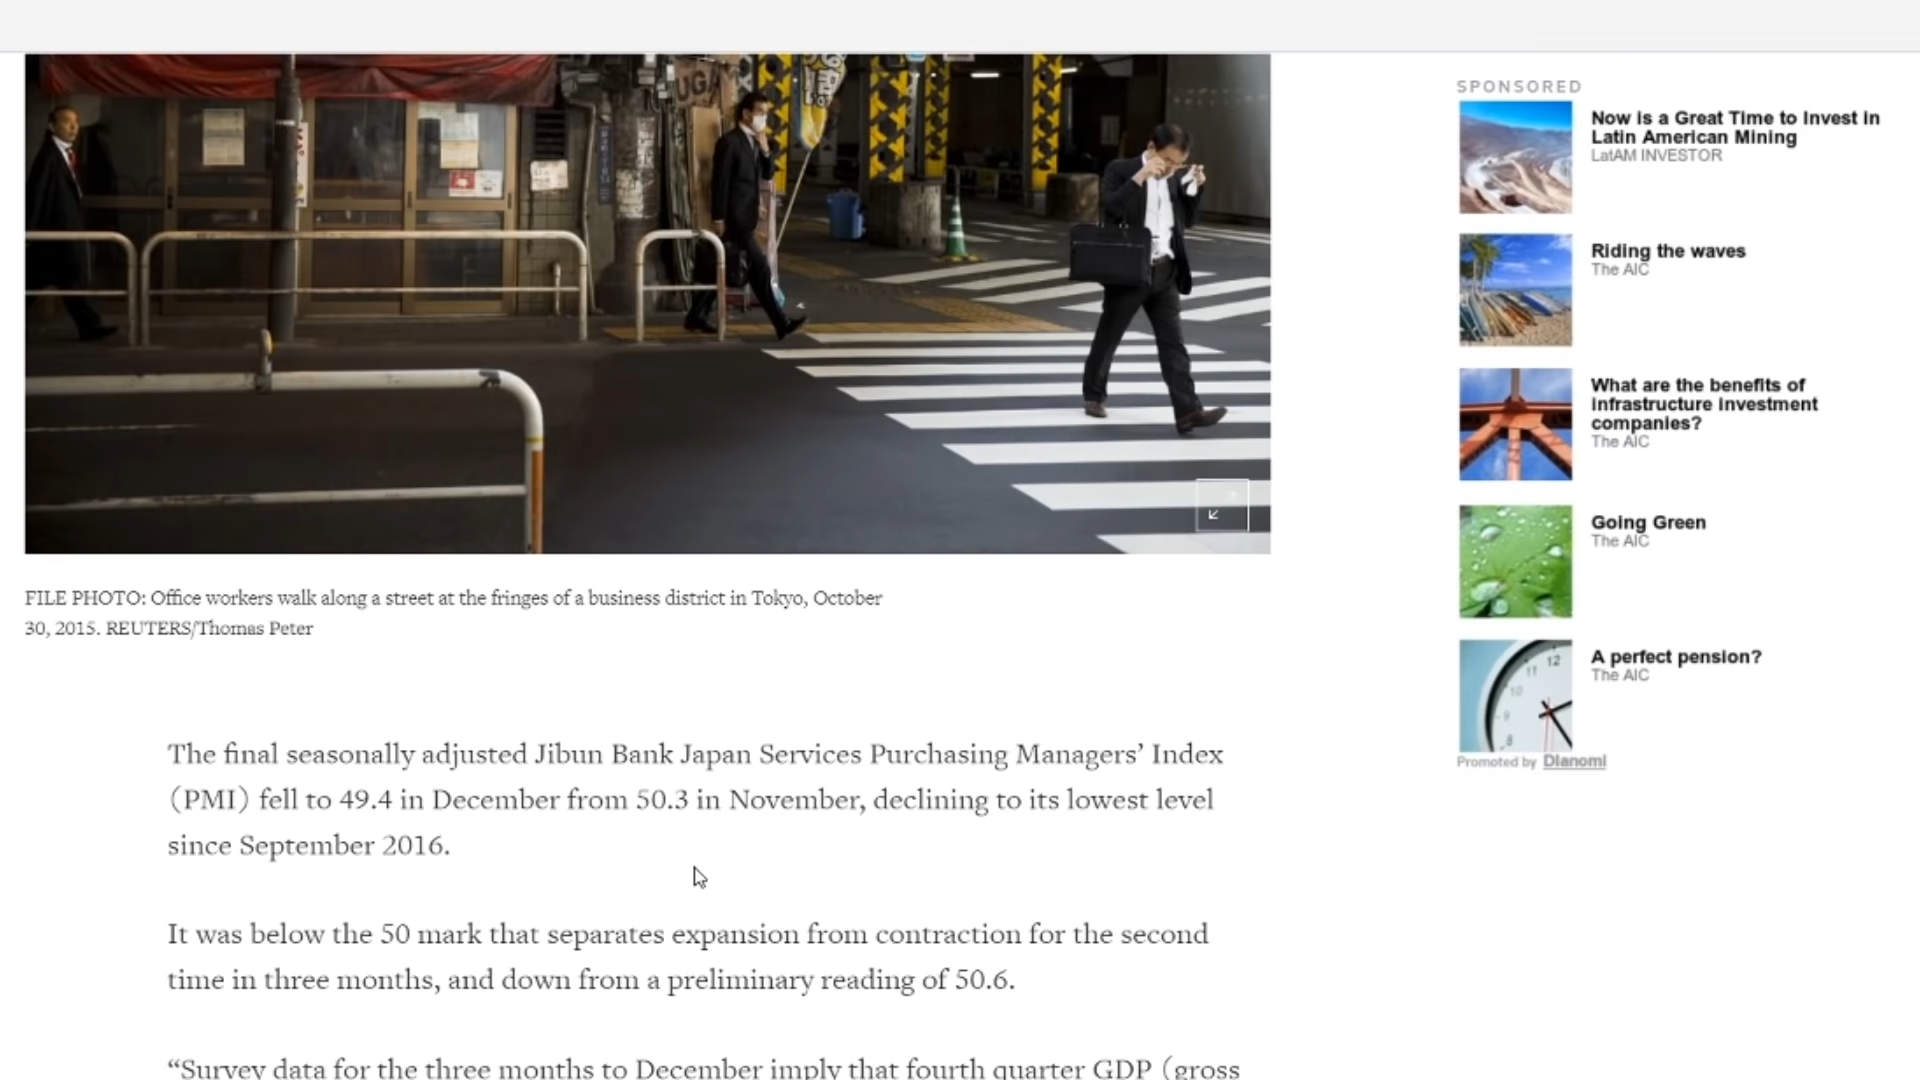 SPONSORED
Now is a Great Time to Invest in
Latin American Mining
LatAM INVESTOR
Riding the waves
The AIC
What are the benefits of
infrastructure investment
companies?
The AIC
Going Green
The AIC
A perfect pension?
The AIC
Promoted by Dianomi
FILE PHOTO: Office workers walk along a street at the fringes of a business district in Tokyo, October
30, 2015. REUTERS/Thomas Peter
The final seasonally adjusted Jibun Bank Japan Services Purchasing Managers’ Index
(PMI) fell to 49.4 in December from 50.3 in November, declining to its lowest level
since September 2016.
It was below the 50 mark that separates expansion from contraction for the second
time in three months, and down from a preliminary reading of 50.6.
“Survey data for the three months to December imply that fourth quarter GDP (gross